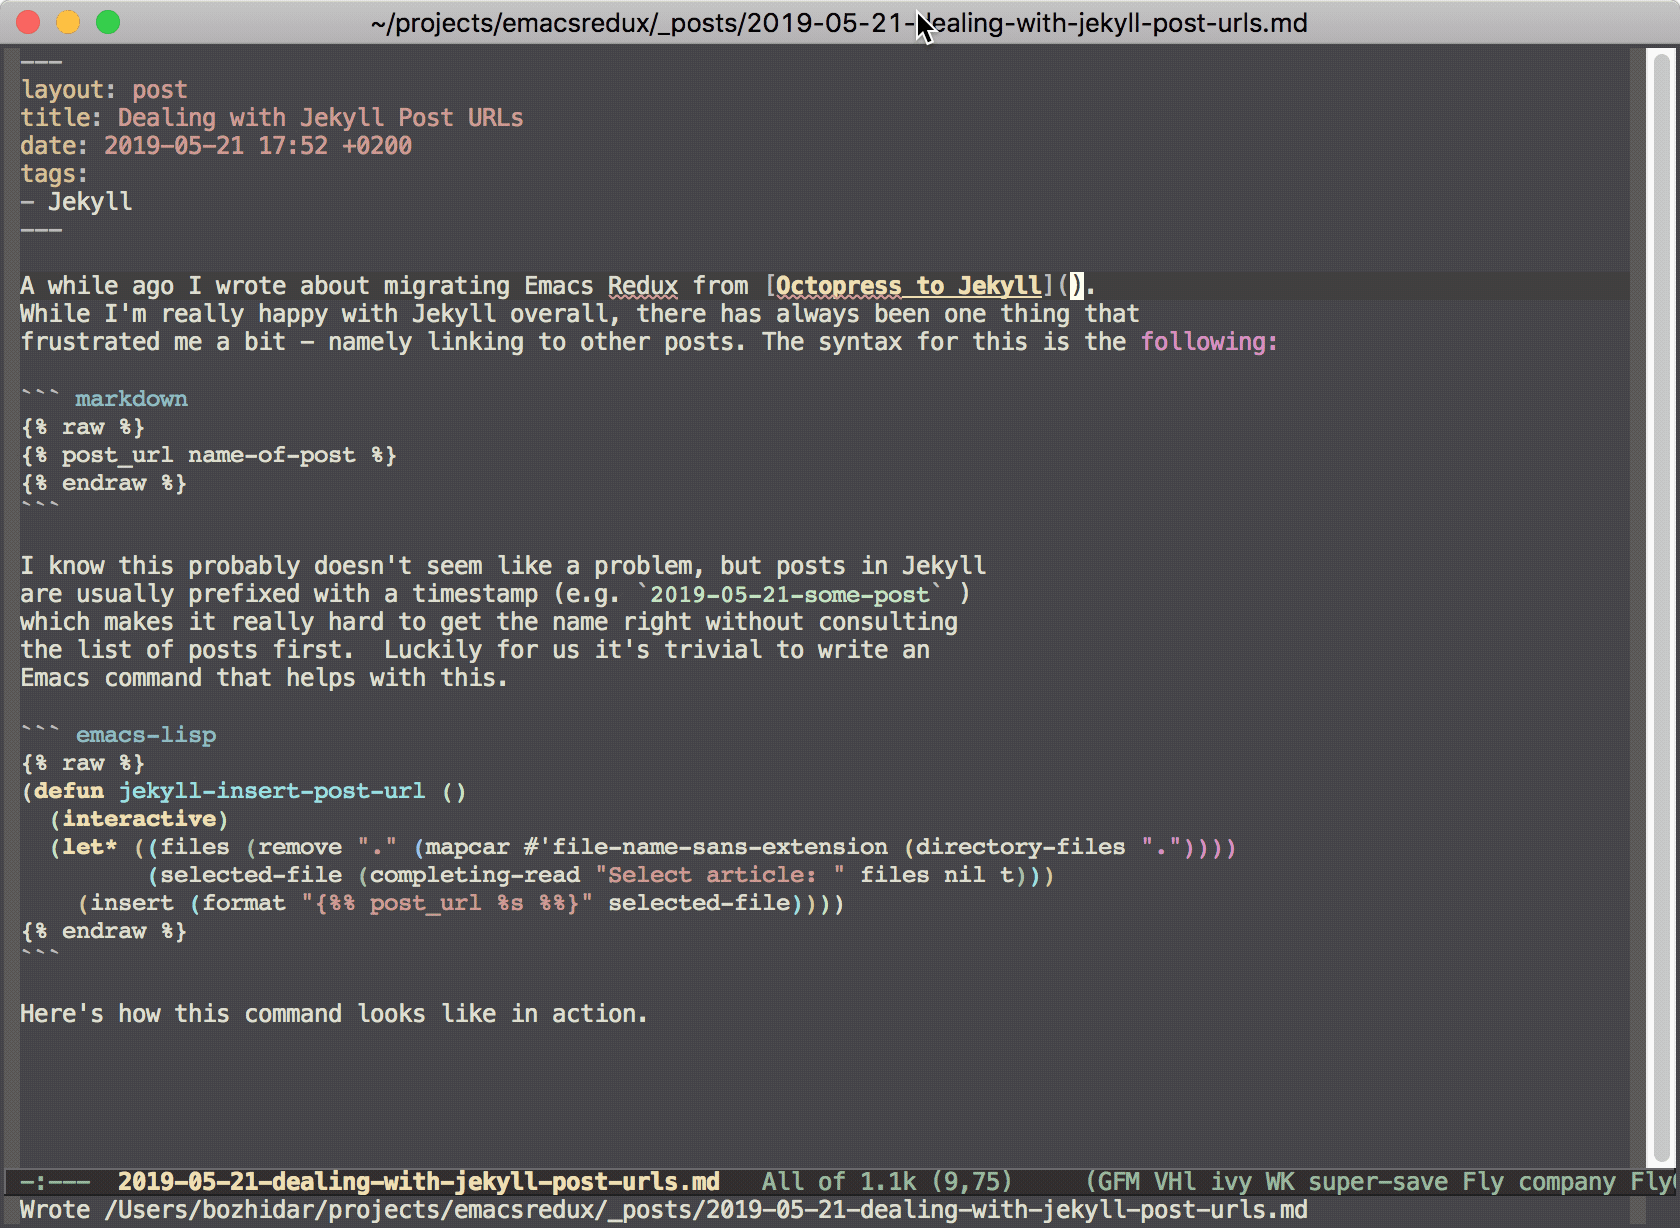 ~/projects/emacsredux/_posts/2019-05-21-dealing-with-jekyll-post-urls.md
---
layout: post
title: Dealing with Jekyll Post URLs
date: 2019-05-21 17:52 +0200
tags:
- Jekyll
---
A while ago I wrote about migrating Emacs Redux from [Octopress to Jekyll]().
While I'm really happy with Jekyll overall, there has always been one thing that
frustrated me a bit - namely linking to other posts. The syntax for this is the following:
``` markdown
{% raw %}
{% post_url name-of-post %}
{% endraw %}
```
I know this probably doesn't seem like a problem, but posts in Jekyll
are usually prefixed with a timestamp (e.g. `2019-05-21-some-post` )
which makes it really hard to get the name right without consulting
the list of posts first.  Luckily for us it's trivial to write an
Emacs command that helps with this.
``` emacs-lisp
{% raw %}
(defun jekyll-insert-post-url ()
  (interactive)
  (let* ((files (remove "." (mapcar #'file-name-sans-extension (directory-files "."))))
         (selected-file (completing-read "Select article: " files nil t)))
    (insert (format "{%% post_url %s %%}" selected-file))))
{% endraw %}
```
Here's how this command looks like in action.
-:---  2019-05-21-dealing-with-jekyll-post-urls.md   All of 1.1k (9,75)     (GFM VHl ivy WK super-save Fly company Fly
Wrote /Users/bozhidar/projects/emacsredux/_posts/2019-05-21-dealing-with-jekyll-post-urls.md